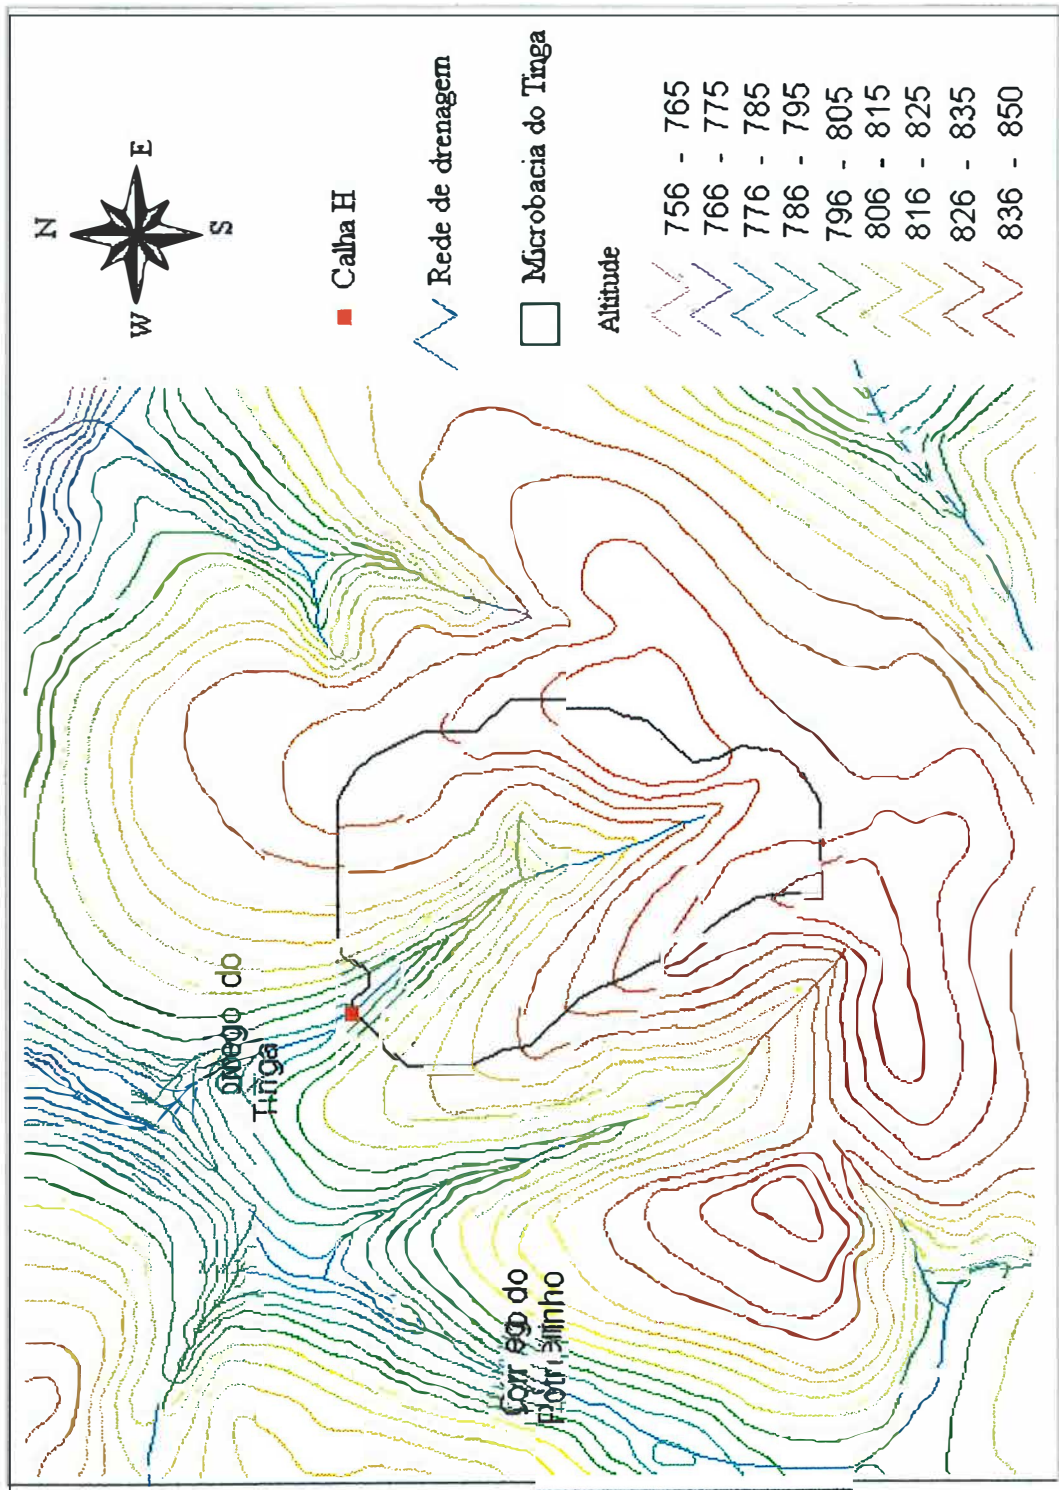 N
W E
S
Calha H
Rede de drenagem
Microbacia do Tinga
Altitude
756 - 765
766 - 775
776 - 785
786 - 795
796 - 805
806 - 815
816 - 825
826 - 835
836 - 850
do
Tinga
do